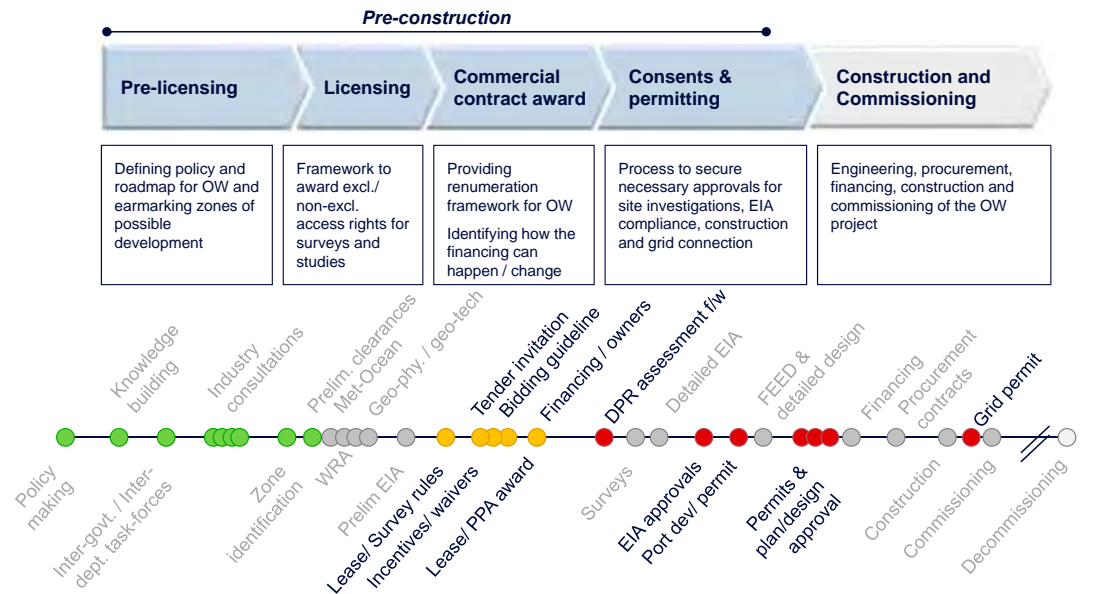 Pre-construction
Pre-licensing
Licensing
Commercial
contract award
Consents &
permitting
Construction and
Commissioning
Defining policy and
roadmap for OW and
earmarking zones of
possible
development
Framework to
award excl./
non-excl.
access rights for
surveys and
studies
Providing
renumeration
framework for OW
Identifying how the
financing can
happen / change
Process to secure
necessary approvals for
site investigations, EIA
compliance, construction
and grid connection
Engineering, procurement,
financing, construction and
commissioning of the OW
project
Knowledge
building
Industry
consultations
Prelim. clearances
Met-Ocean
Geo-phy. / geo-tech
Tender invitation
Bidding guideline
Financing / owners
DPR assessment f/w
Detailed EIA
FEED &
detailed design
Financing
Procurement
contracts
Grid permit
Policy
making
Inter-govt. / Inter-
dept. task-forces
Zone
identification
WRA
Prelim EIA
Lease/ Survey rules
Incentives/ waivers
Lease/ PPA award
Surveys
EIA approvals
Port dev/ permit
Permits &
plan/design
approval
Construction
Commissioning
Decommissioning